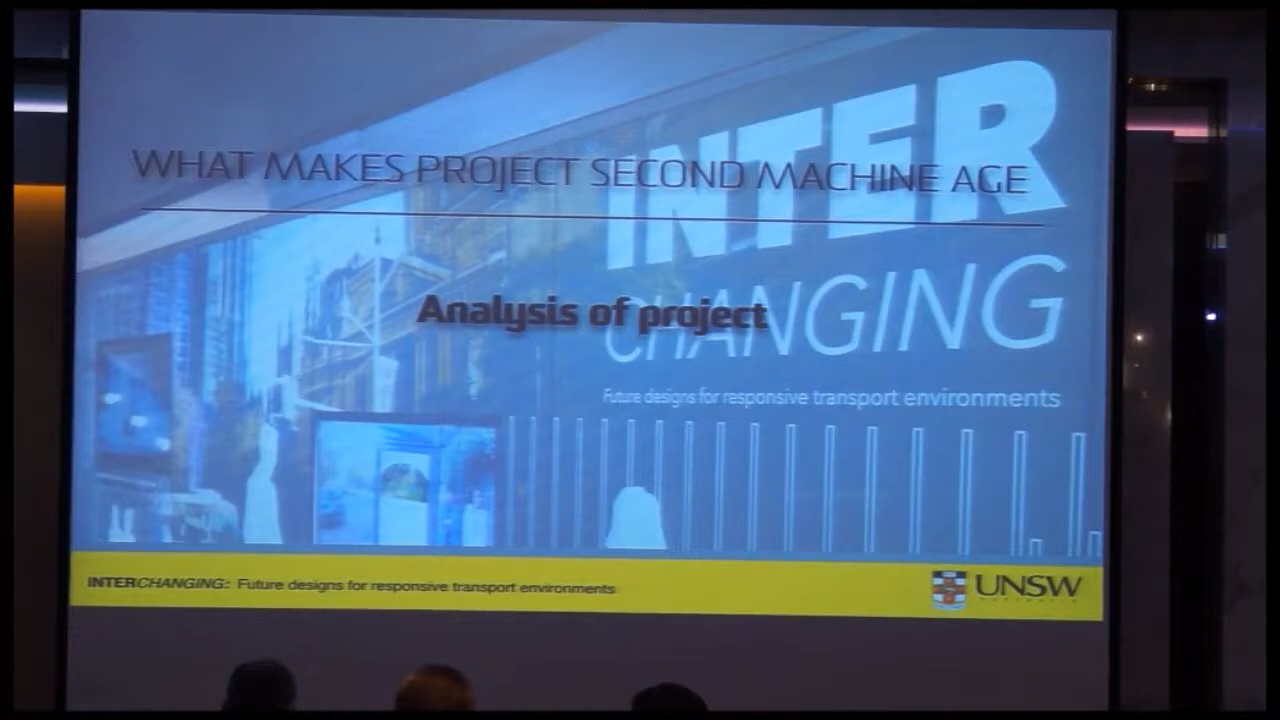 WHAT MAKES PROJECT SECOND MACHINE AGE
INTER
CHANGING
Analysis of project
Future designs for responsive transport environments
INTERCHANGING: Future designs for responsive transport environments
UNSW